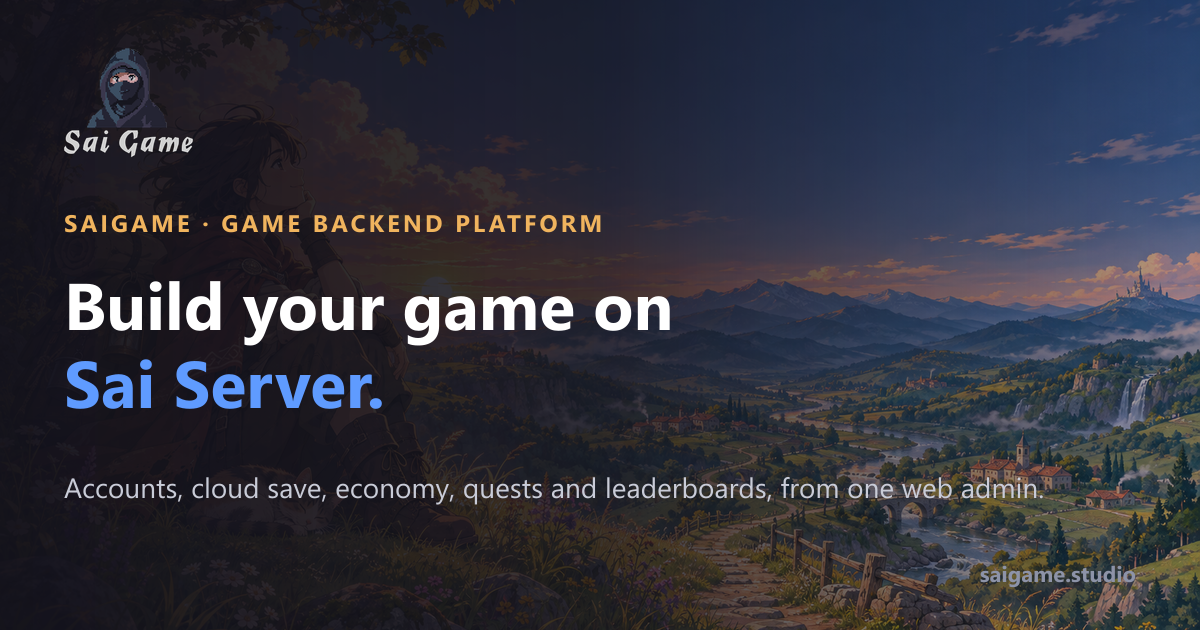 Sai Game
SAIGAME · GAME BACKEND PLATFORM
Build your game on
Sai Server.
Accounts, cloud save, economy, quests and leaderboards, from one web admin.
saigame.studio